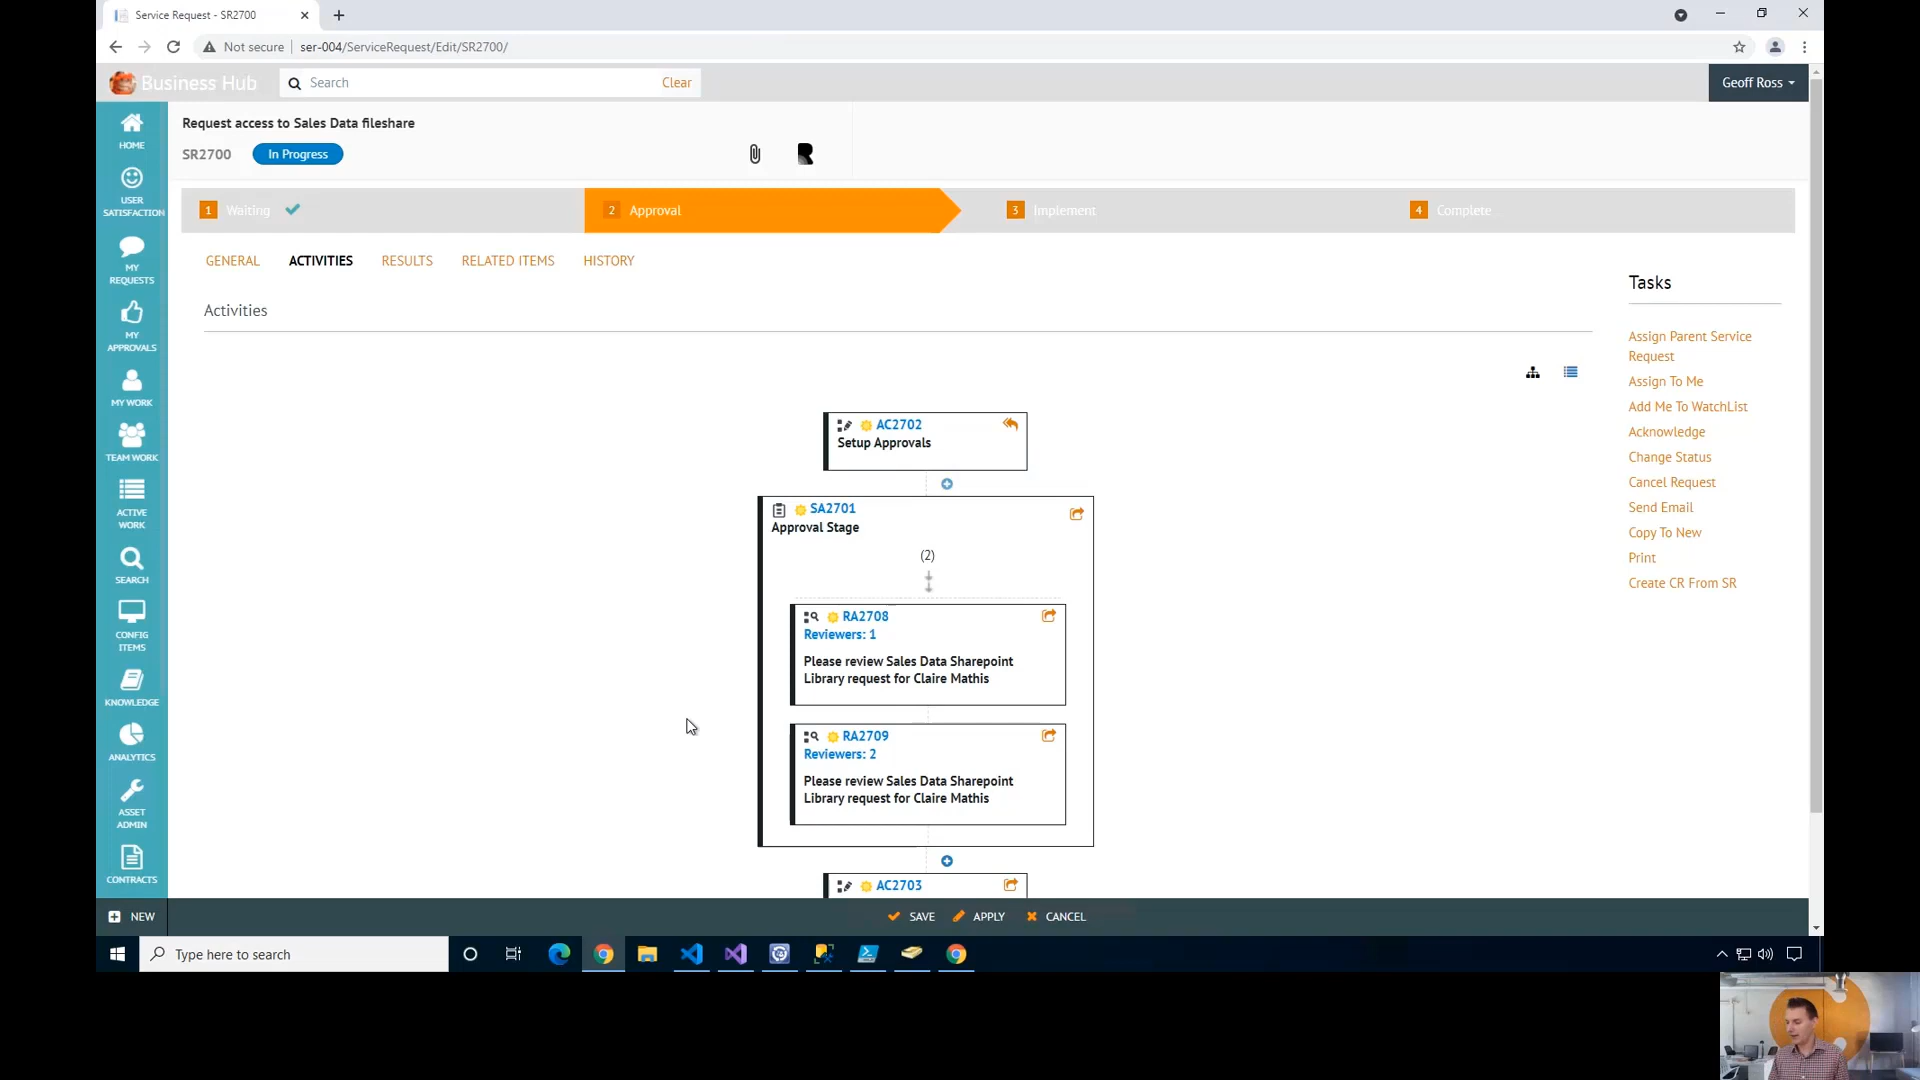 Service Request - SR2700
Not secure
ser-004/ServiceRequest/Edit/SR2700/
Business Hub
Search
Clear
Geoff Ross
HOME
USER
SATISFACTION
MY
REQUESTS
MY
APPROVALS
MY WORK
TEAM WORK
ACTIVE
WORK
SEARCH
CONFIG
ITEMS
KNOWLEDGE
ANALYTICS
ASSET
ADMIN
CONTRACTS
NEW
Request access to Sales Data fileshare
SR2700
In Progress
1 Waiting
2 Approval
3 Implement
4 Complete
GENERAL
ACTIVITIES
RESULTS
RELATED ITEMS
HISTORY
Activities
AC2702
Setup Approvals
SA2701
Approval Stage
(2)
RA2708
Reviewers: 1
Please review Sales Data Sharepoint
Library request for Claire Mathis
RA2709
Reviewers: 2
Please review Sales Data Sharepoint
Library request for Claire Mathis
AC2703
Tasks
Assign Parent Service
Request
Assign To Me
Add Me To WatchList
Acknowledge
Change Status
Cancel Request
Send Email
Copy To New
Print
Create CR From SR
SAVE
APPLY
CANCEL
Type here to search